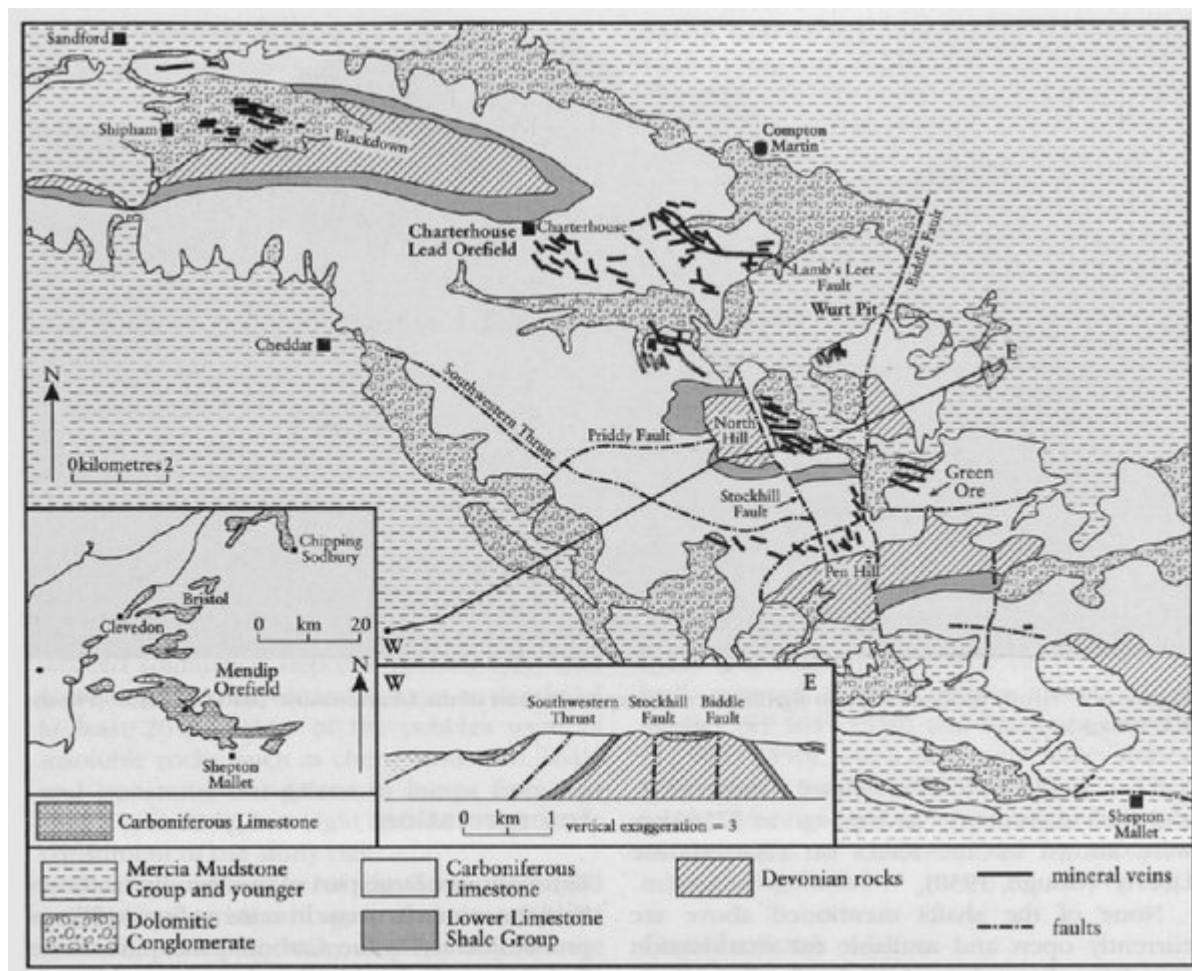 Sandford
Shipham
Blackdown
Compton
Martin
Charterhouse
Lead Orefield
Charterhouse
Lamb's Leer
Fault
Biddle Fault
Wurt Pit
Cheddar
E
N
Southwestern Thrust
Priddy Fault
North
Hill
0kilometres 2
Green
Ore
Stockhill
Fault
Pen Hill
Chipping
Sodbury
Bristol
Clevedon
0 km 20
W
Mendip
Orefield
N
Shepton
Mallet
W
E
Southwestern
Thrust
Stockhill
Fault
Biddle
Fault
0 km 2
vertical exaggeration = 3
Shepton
Mallet
Carboniferous Limestone
Mercia Mudstone
Group and younger
Dolomitic
Conglomerate
Carboniferous
Limestone
Lower Limestone
Shale Group
Devonian rocks
mineral veins
faults